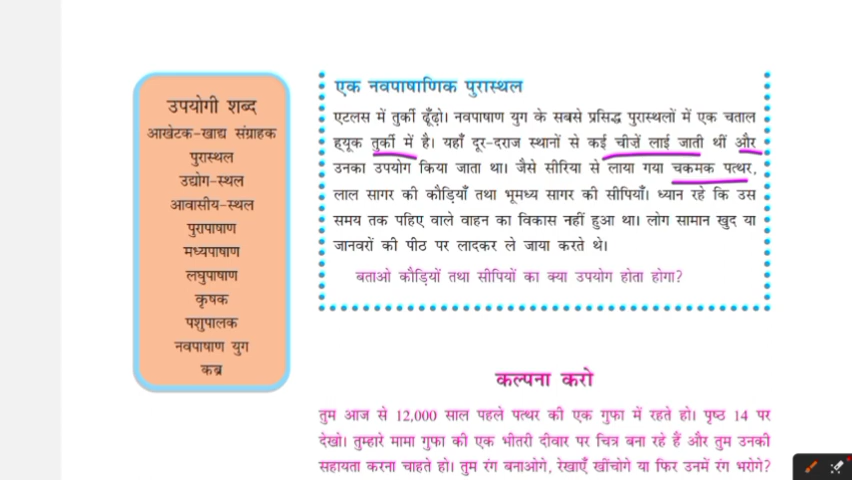 उपयोगी शब्द
आखेटक-खाद्य संग्राहक
पुरास्थल
उद्योग-स्थल
आवासीय-स्थल
पुरापाषाण
मध्यपाषाण
लघुपाषाण
कृषक
पशुपालक
नवपाषाण युग
कब्र
एक नवपाषाणिक पुरास्थल
एटलस में तुर्की ढूँढ़ो। नवपाषाण युग के सबसे प्रसिद्ध पुरास्थलों में एक चताल
ह्यूक तुर्की में है। यहाँ दूर-दराज स्थानों से कई चीज़ें लाई जाती थीं और
उनका उपयोग किया जाता था। जैसे सीरिया से लाया गया चकमक पत्थर,
लाल सागर की कौड़ियाँ तथा भूमध्य सागर की सीपियाँ। ध्यान रहे कि उस
समय तक पहिए वाले वाहन का विकास नहीं हुआ था। लोग सामान खुद या
जानवरों की पीठ पर लादकर ले जाया करते थे।
बताओ कौड़ियों तथा सीपियों का क्या उपयोग होता होगा?
कल्पना करो
तुम आज से 12,000 साल पहले पत्थर की एक गुफा में रहते हो। पृष्ठ 14 पर
देखो। तुम्हारे मामा गुफा की एक भीतरी दीवार पर चित्र बना रहे हैं और तुम उनकी
सहायता करना चाहते हो। तुम रंग बनाओगे, रेखाएँ खींचोगे या फिर उनमें रंग भरोगे?